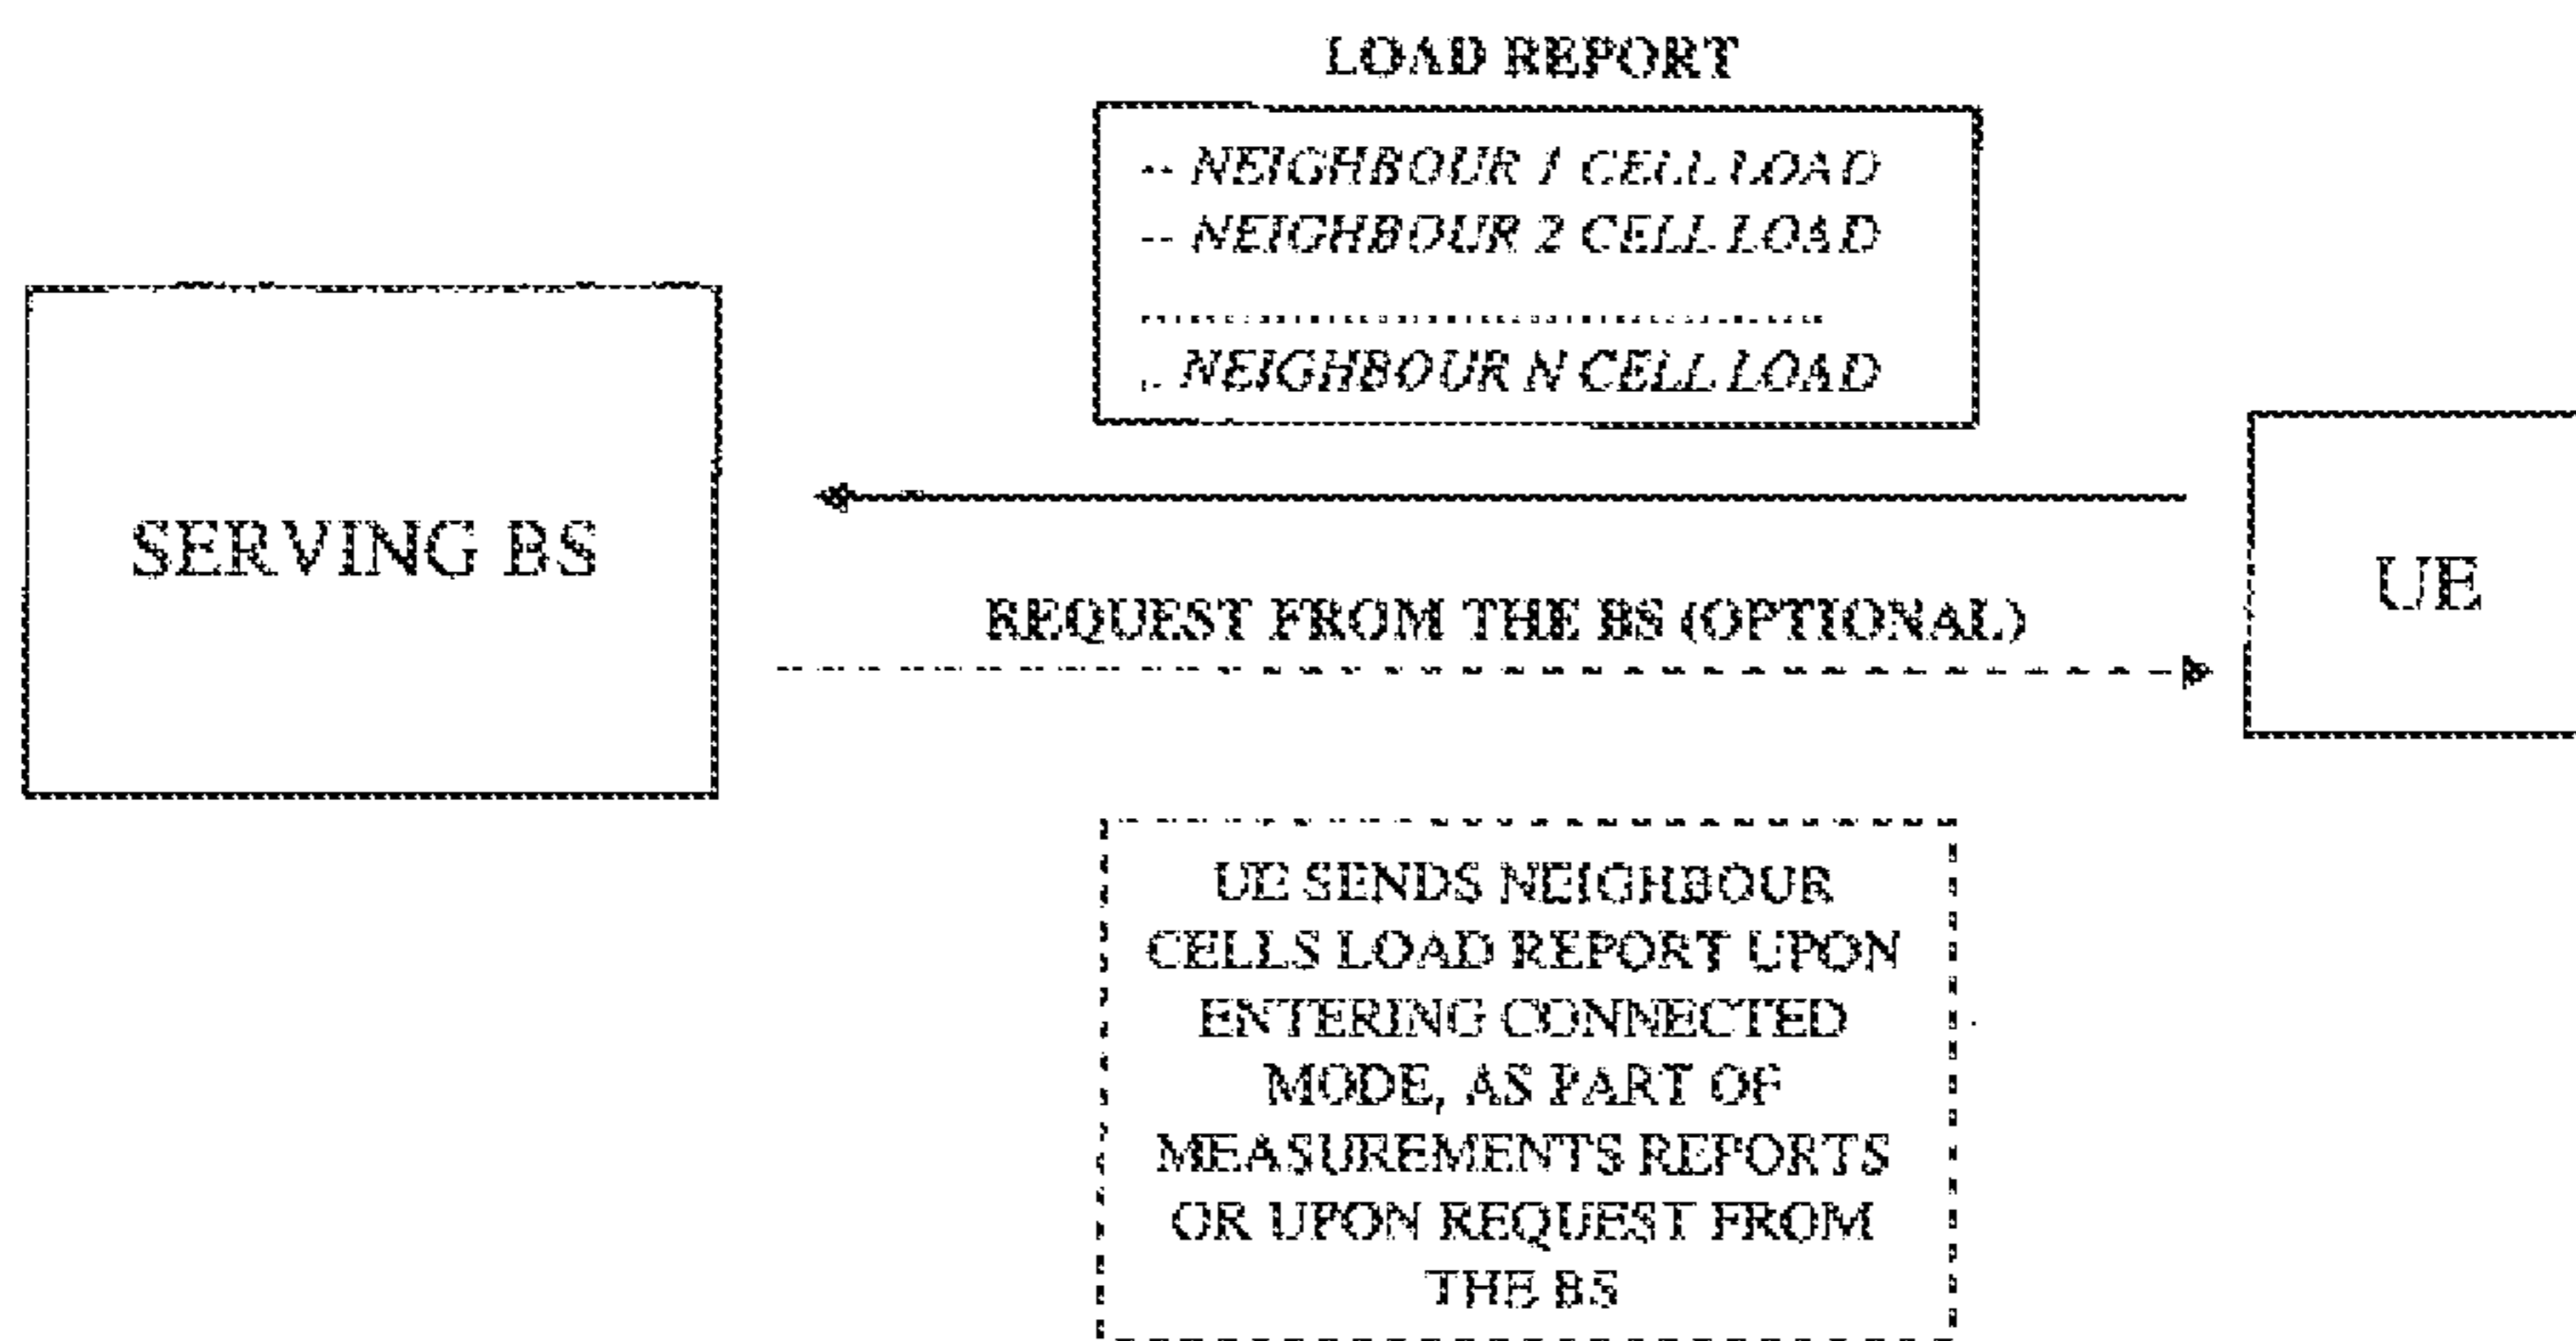 LOAD REPORT
-- NEIGHBOUR 1 CELL LOAD
-- NEIGHBOUR 2 CELL LOAD
..........................................
.. NEIGHBOUR N CELL LOAD
SERVING BS
UE
REQUEST FROM THE BS (OPTIONAL)
UE SENDS NEIGHBOUR
CELLS LOAD REPORT UPON
ENTERING CONNECTED
MODE, AS PART OF
MEASUREMENTS REPORTS
OR UPON REQUEST FROM
THE BS